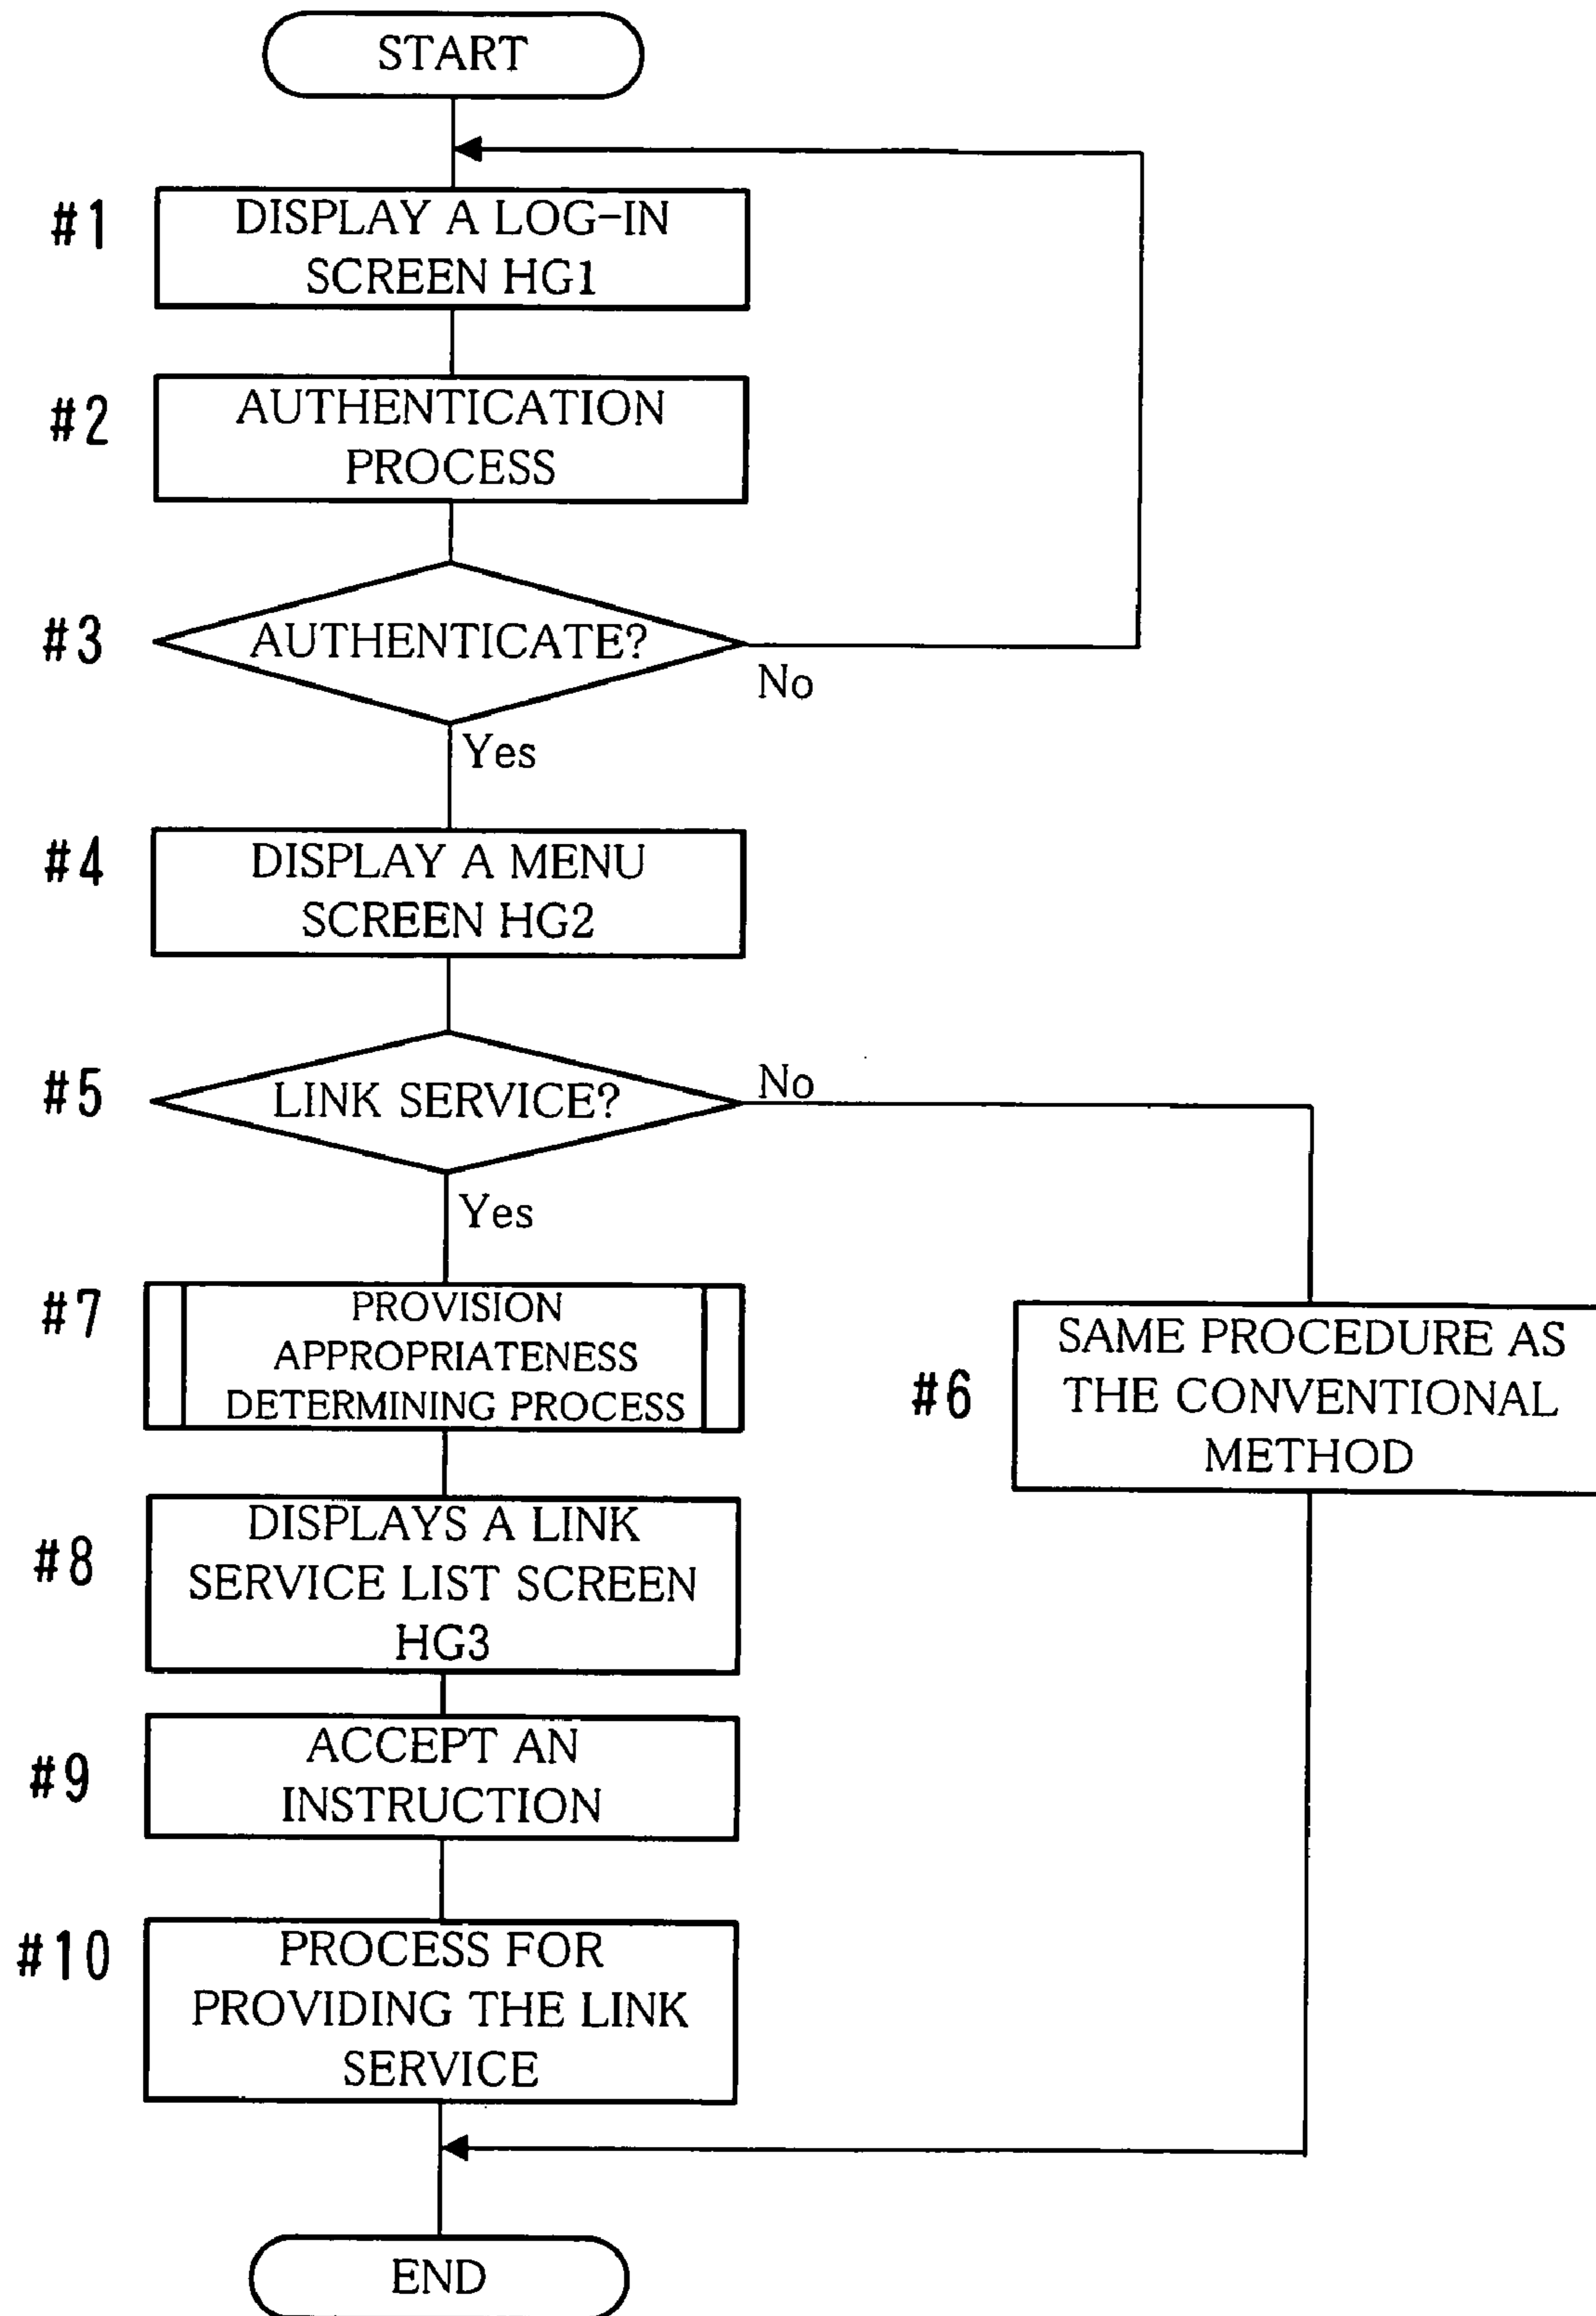 START
#1
DISPLAY A LOG-IN
SCREEN HG1
#2
AUTHENTICATION
PROCESS
#3
AUTHENTICATE?
No
Yes
#4
DISPLAY A MENU
SCREEN HG2
#5
LINK SERVICE?
No
Yes
#7
PROVISION
APPROPRIATENESS
DETERMINING PROCESS
#6
SAME PROCEDURE AS
THE CONVENTIONAL
METHOD
#8
DISPLAYS A LINK
SERVICE LIST SCREEN
HG3
#9
ACCEPT AN
INSTRUCTION
#10
PROCESS FOR
PROVIDING THE LINK
SERVICE
END